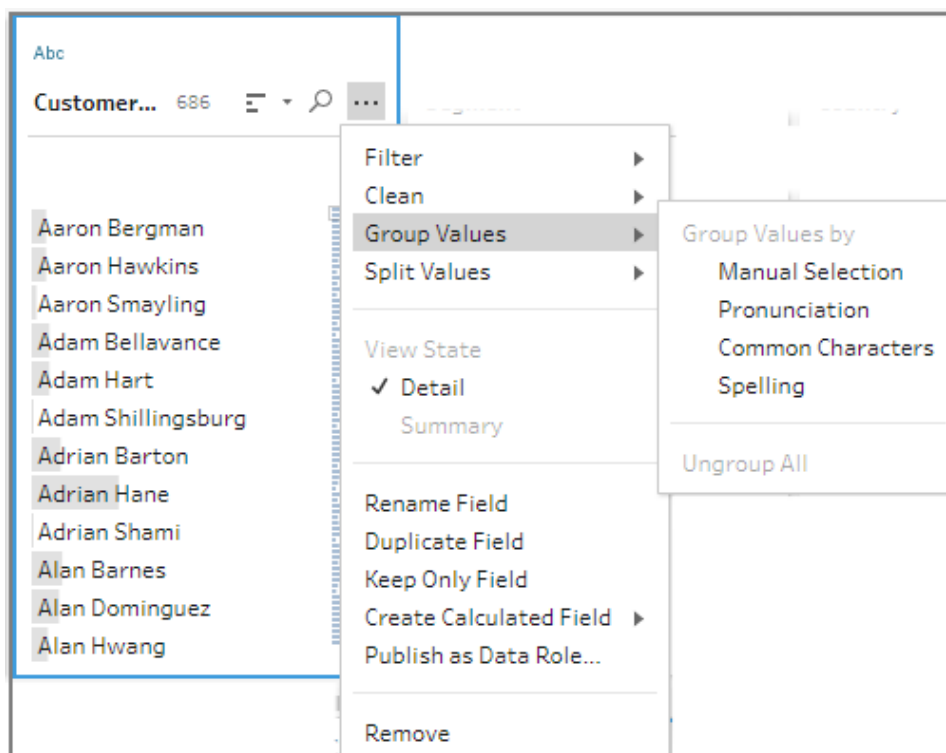 Abc
Customer... 686
Aaron Bergman
Aaron Hawkins
Aaron Smayling
Adam Bellavance
Adam Hart
Adam Shillingsburg
Adrian Barton
Adrian Hane
Adrian Shami
Alan Barnes
Alan Dominguez
Alan Hwang
Filter
Clean
Group Values
Split Values
View State
✓ Detail
Summary
Rename Field
Duplicate Field
Keep Only Field
Create Calculated Field
Publish as Data Role...
Remove
Group Values by
Manual Selection
Pronunciation
Common Characters
Spelling
Ungroup All